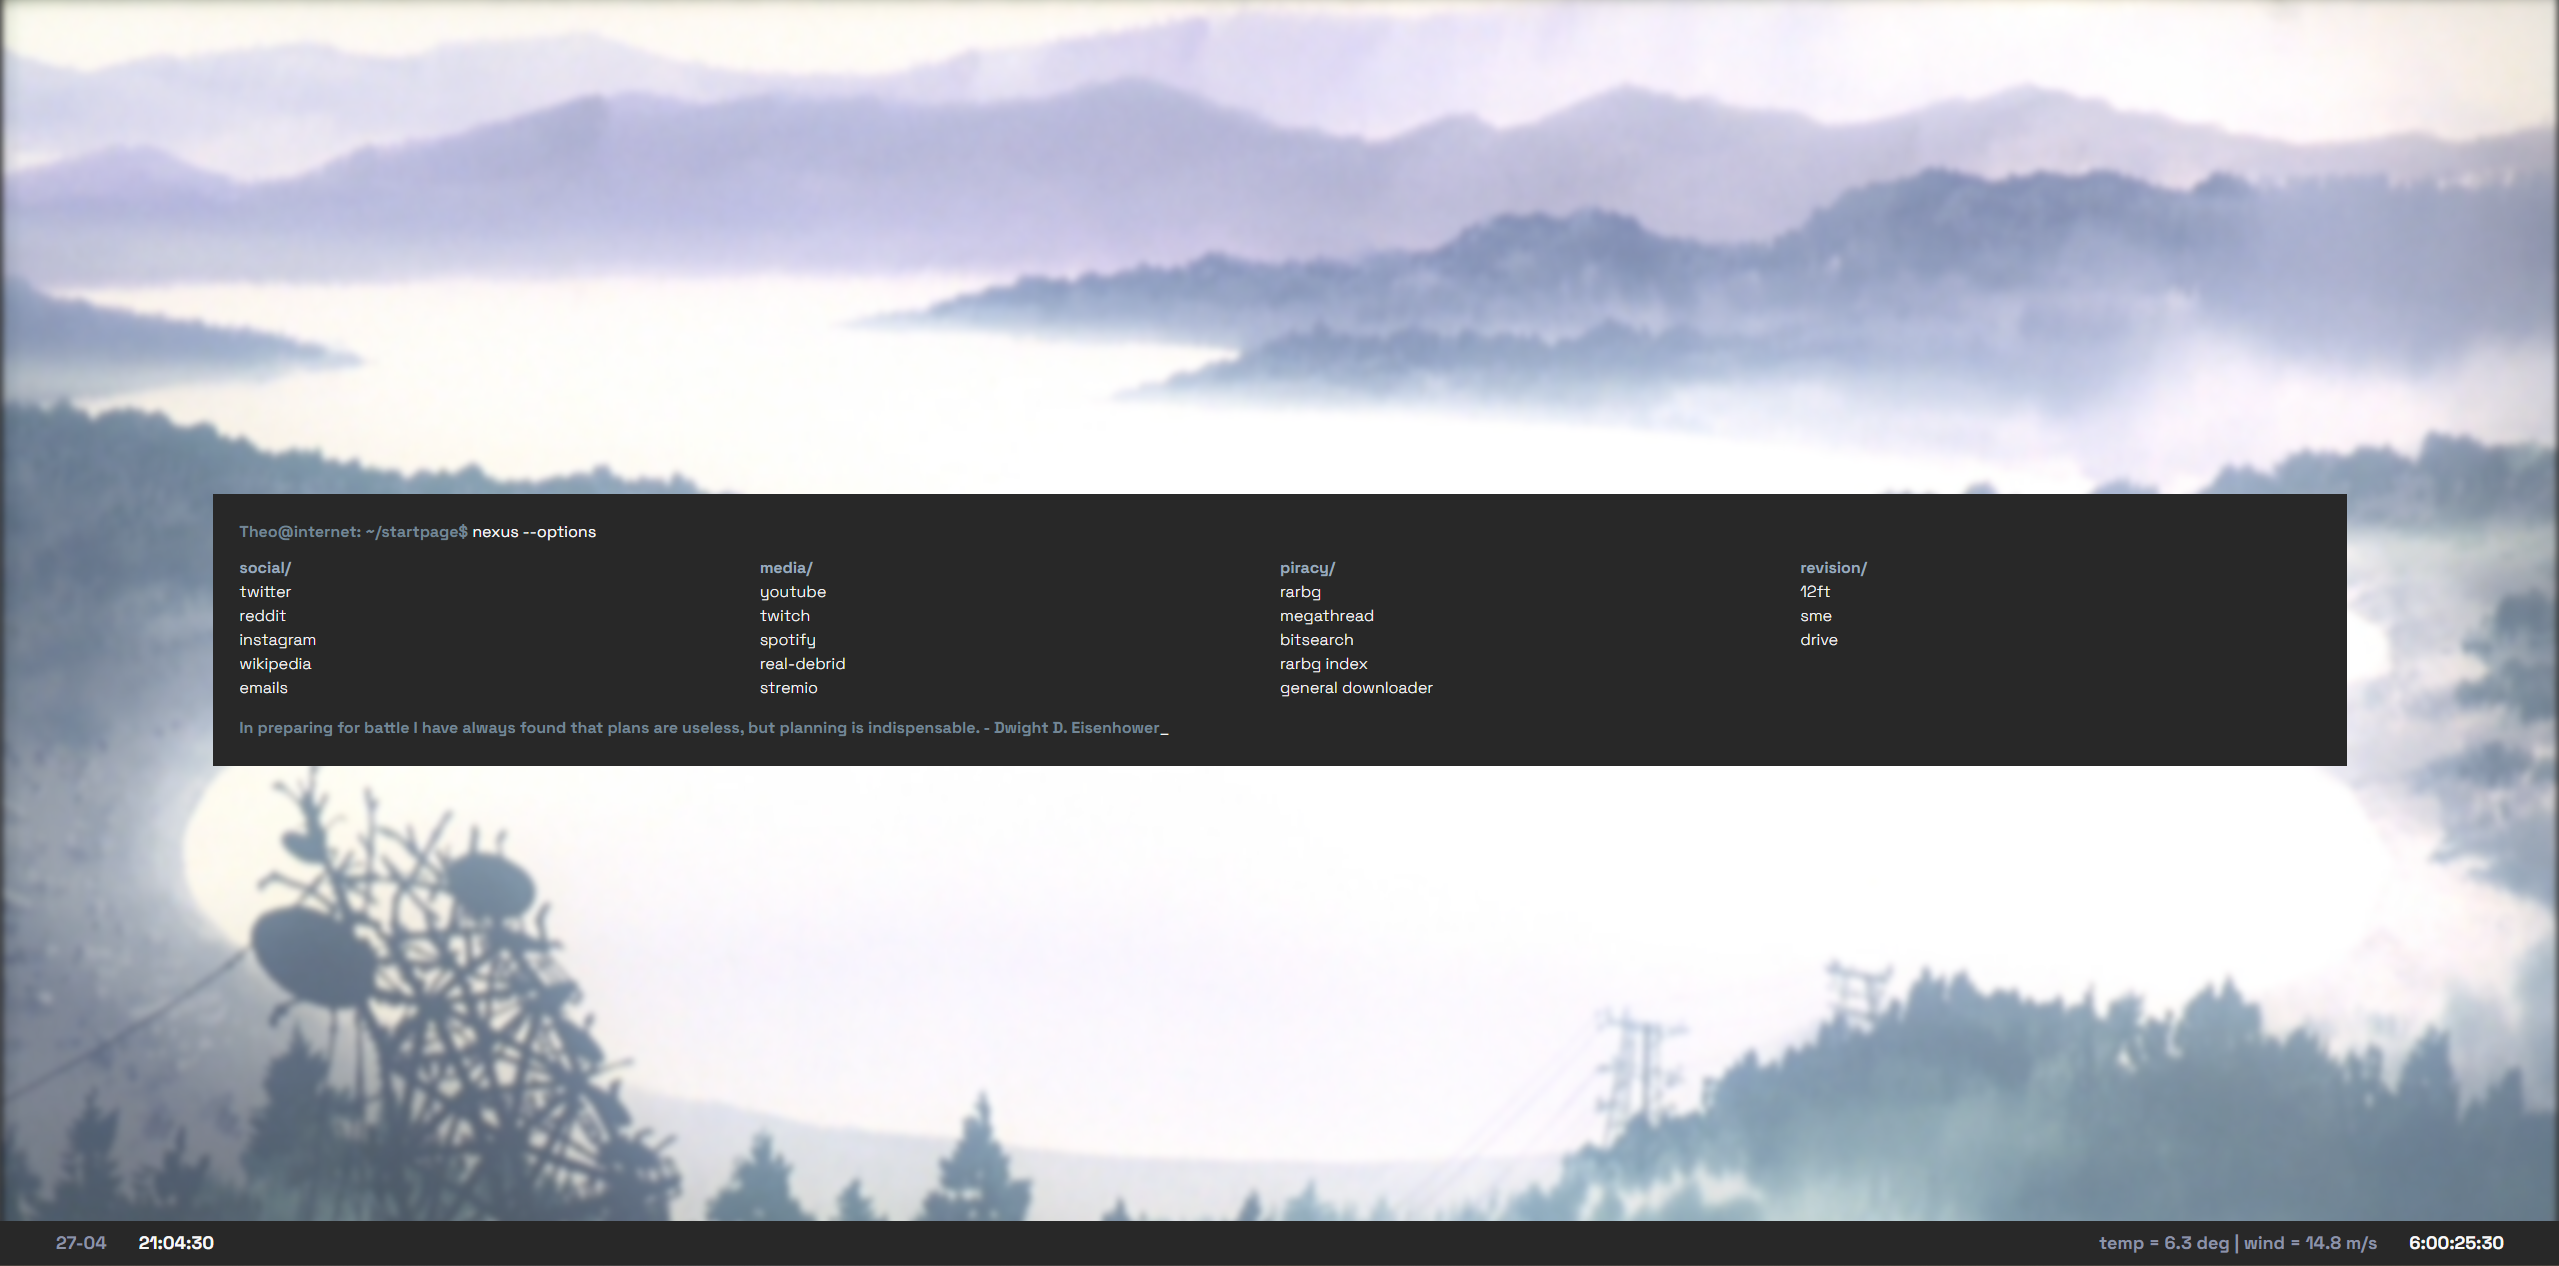 Theo@internet: ~/startpage$ nexus --options
social/
twitter
reddit
instagram
wikipedia
emails
media/
youtube
twitch
spotify
real-debrid
stremio
piracy/
rarbg
megathread
bitsearch
rarbg index
general downloader
revision/
12ft
sme
drive
In preparing for battle I have always found that plans are useless, but planning is indispensable. - Dwight D. Eisenhower_
27-04 21:04:30
temp = 6.3 deg | wind = 14.8 m/s 6:00:25:30